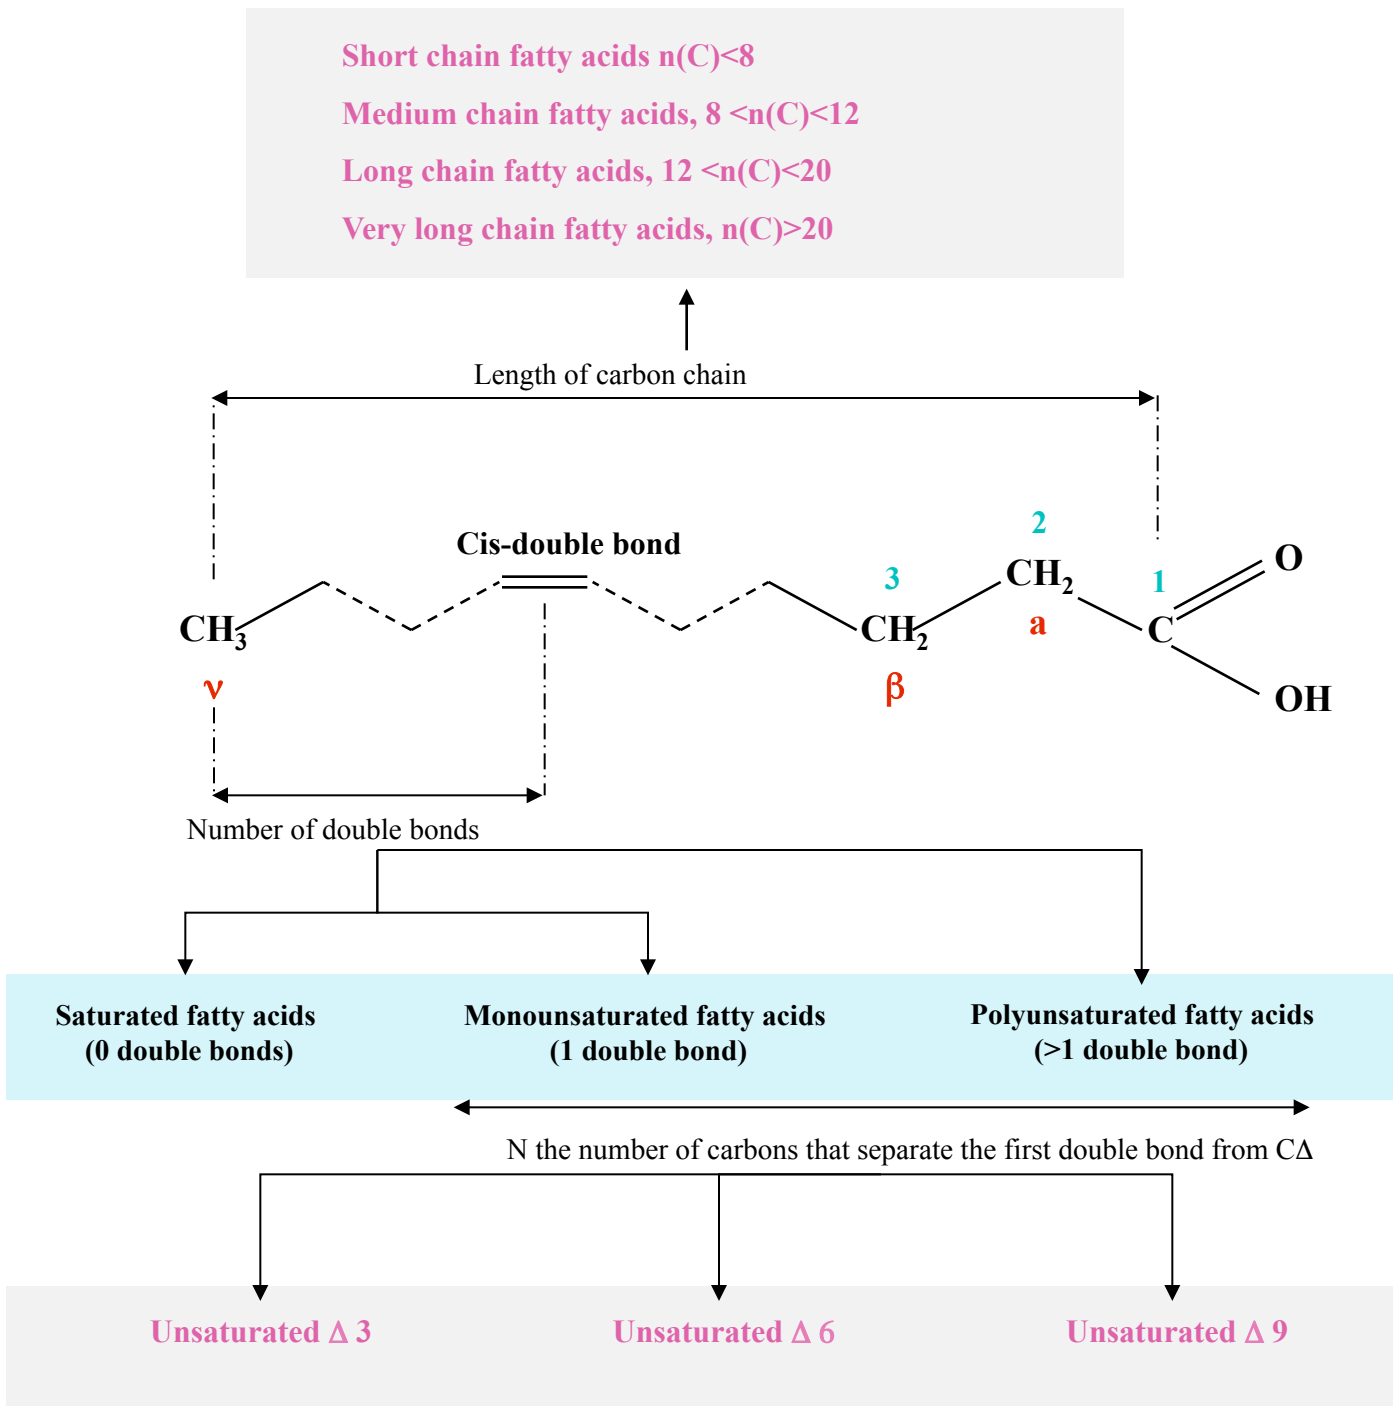 Short chain fatty acids n(C)<8
Medium chain fatty acids, 8 <n(C)<12
Long chain fatty acids, 12 <n(C)<20
Very long chain fatty acids, n(C)>20
Length of carbon chain
Cis-double bond
2
3
1
O
CH₂
CH₃
CH₂
C
a
ν
β
OH
Number of double bonds
Saturated fatty acids
(0 double bonds)
Monounsaturated fatty acids
(1 double bond)
Polyunsaturated fatty acids
(>1 double bond)
N the number of carbons that separate the first double bond from CΔ
Unsaturated Δ 3
Unsaturated Δ 6
Unsaturated Δ 9